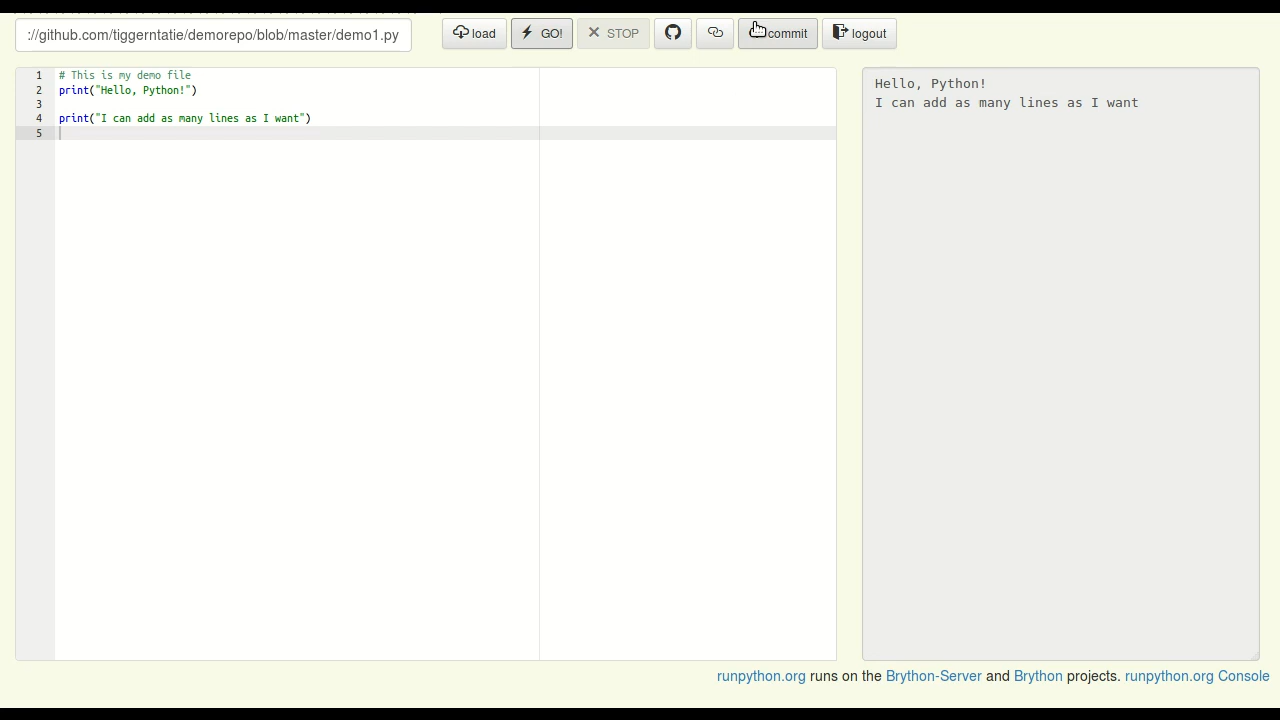 ://github.com/tiggerntatie/demorepo/blob/master/demo1.py
load
GO!
STOP
commit
logout
1 # This is my demo file
2 print("Hello, Python!")
3
4 print("I can add as many lines as I want")
5
Hello, Python!
I can add as many lines as I want
runpython.org runs on the Brython-Server and Brython projects. runpython.org Console